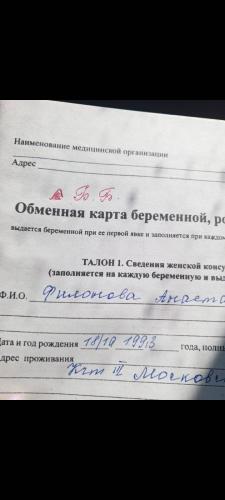 Наименование медицинской организации
Адрес
Б. Б.
Обменная карта беременной, ро
выдается беременной при ее первой явке и заполняется при каждо
ТАЛОН 1. Сведения женской консу
(заполняется на каждую беременную и выд
Ф.И.О. Филонова Анаста
Дата и год рождения 18/10 1993 года, полн
Адрес проживания
Московс